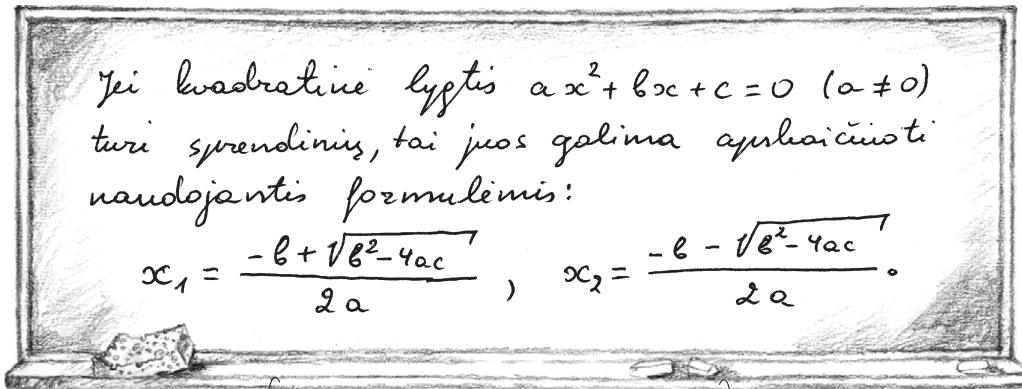 Jei kvadratinė lygtis ax² + bx + c = 0 (a ≠ 0)
turi sprendinių, tai juos galima apskaičiuoti
naudojantis formulėmis:
x₁ = (-b + √(b² - 4ac)) / 2a , x₂ = (-b - √(b² - 4ac)) / 2a .